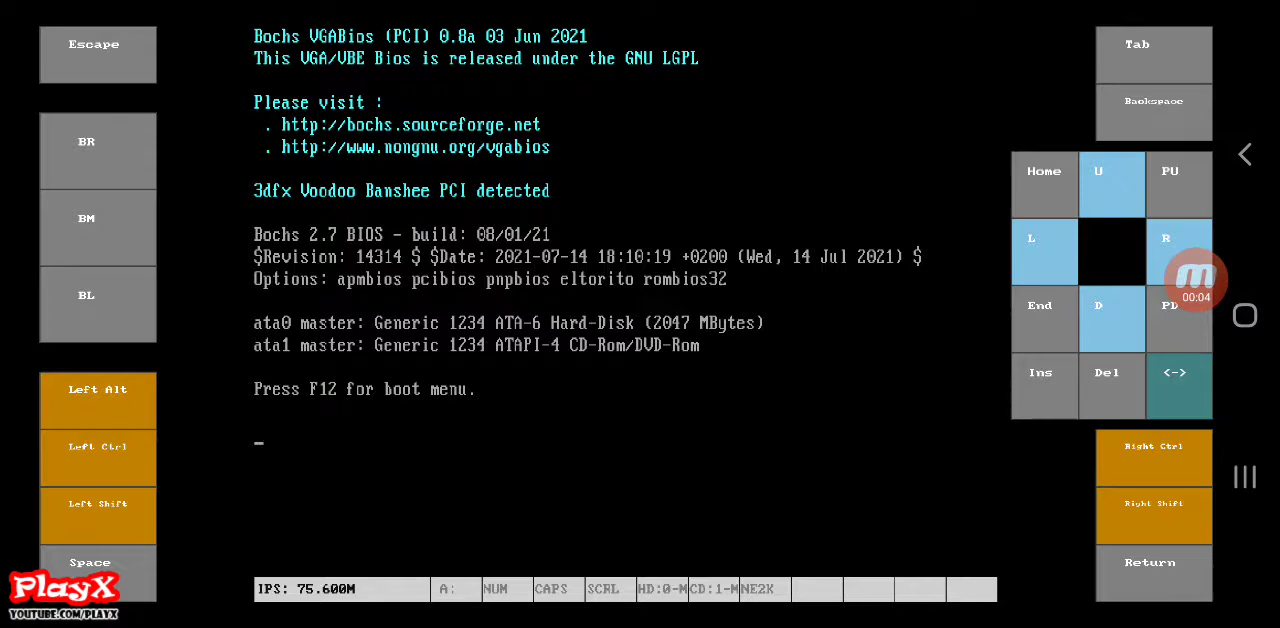 Escape
BR
BM
BL
Left Alt
Left Ctrl
Left Shift
Space
PlayX
YOUTUBE.COM/PLAYX
Bochs VGABios (PCI) 0.8a 03 Jun 2021
This VGA/VBE Bios is released under the GNU LGPL
Please visit :
. http://bochs.sourceforge.net
. http://www.nongnu.org/vgabios
3dfx Voodoo Banshee PCI detected
Bochs 2.7 BIOS - build: 08/01/21
$Revision: 14314 $ $Date: 2021-07-14 18:10:19 +0200 (Wed, 14 Jul 2021) $
Options: apmbios pcibios pnpbios eltorito rombios32
ata0 master: Generic 1234 ATA-6 Hard-Disk (2047 MBytes)
ata1 master: Generic 1234 ATAPI-4 CD-Rom/DVD-Rom
Press F12 for boot menu.
_
IPS: 75.600M A: NUM CAPS SCRL HD:0-M CD:1-M NE2K
Tab
Backspace
Home U PU
L R
00:04
End D PD
Ins Del <->
Right Ctrl
Right Shift
Return